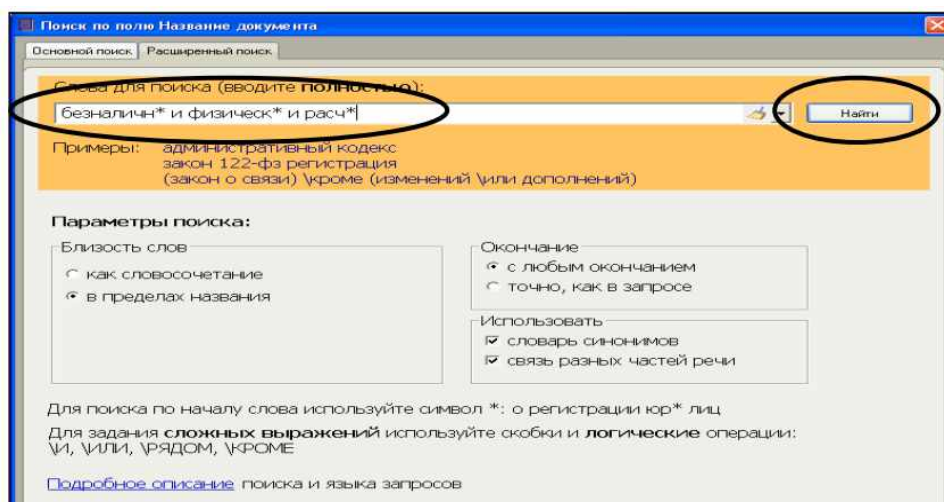 Поиск по полю Название документа
Основной поиск Расширенный поиск
Слова для поиска (вводите полностью):
безналичн* и физическ* и расч*
Найти
Примеры: административный кодекс
закон 122-фз регистрация
(закон о связи) \кроме (изменений \или дополнений)
Параметры поиска:
Близость слов
как словосочетание
в пределах названия
Окончание
с любым окончанием
точно, как в запросе
Использовать
словарь синонимов
связь разных частей речи
Для поиска по началу слова используйте символ *: о регистрации юр* лиц
Для задания сложных выражений используйте скобки и логические операции:
\И, \ИЛИ, \РЯДОМ, \КРОМЕ
Подробное описание поиска и языка запросов